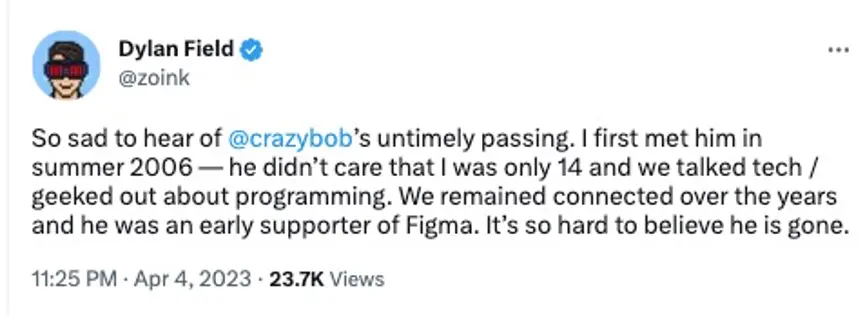 Dylan Field
@zoink
So sad to hear of @crazybob’s untimely passing. I first met him in
summer 2006 — he didn’t care that I was only 14 and we talked tech /
geeked out about programming. We remained connected over the years
and he was an early supporter of Figma. It’s so hard to believe he is gone.
11:25 PM · Apr 4, 2023 · 23.7K Views